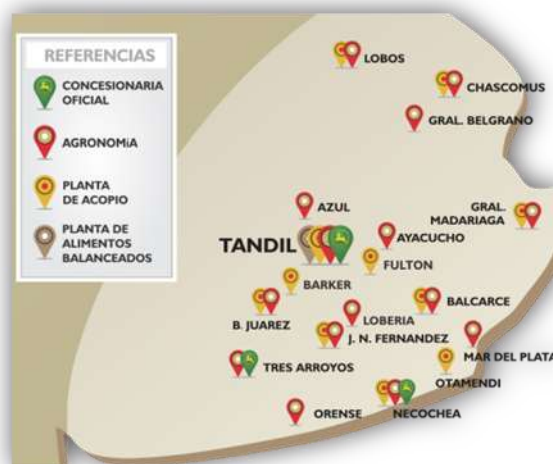 REFERENCIAS
CONCESIONARIA
OFICIAL
AGRONOMíA
PLANTA
DE ACOPIO
PLANTA DE
ALIMENTOS
BALANCEADOS
LOBOS
CHASCOMUS
GRAL. BELGRANO
AZUL
GRAL.
MADARIAGA
TANDIL
AYACUCHO
FULTON
BARKER
B. JUAREZ
LOBERIA
BALCARCE
J. N. FERNANDEZ
MAR DEL PLATA
TRES ARROYOS
OTAMENDI
ORENSE
NECOCHEA